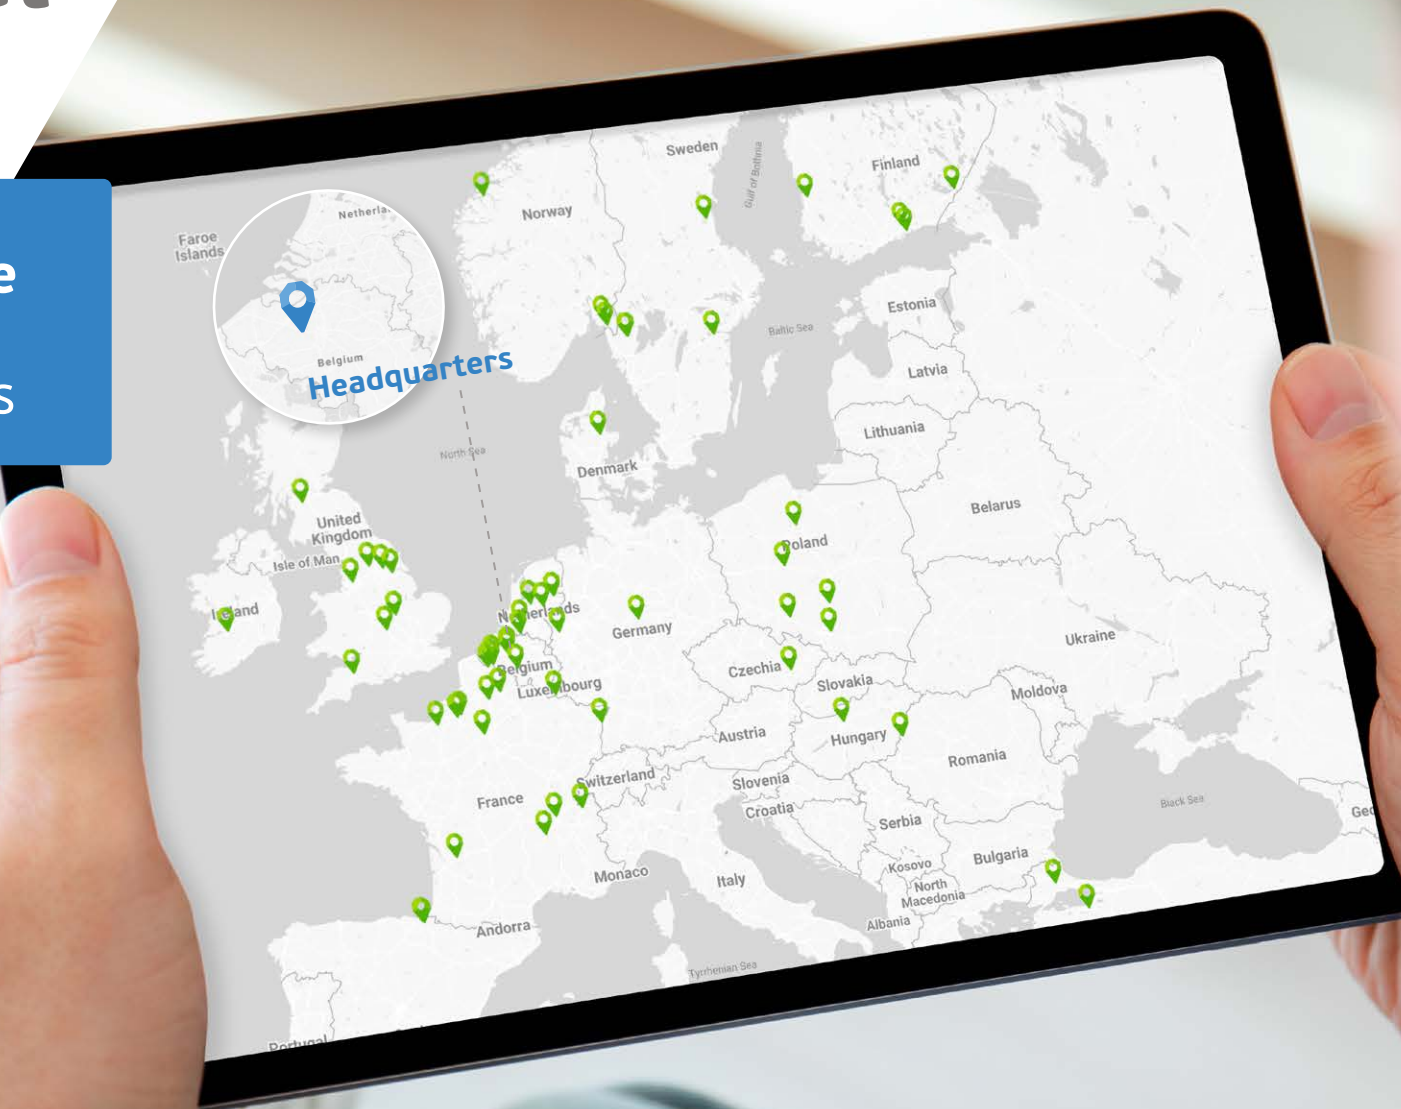 e
s
Sweden
Finland
Gulf of Bothnia
Norway
Netherla
Faroe
Islands
Estonia
Baltic Sea
Belgium
Headquarters
Latvia
Lithuania
North Sea
Denmark
Belarus
United
Kingdom
Poland
Isle of Man
Ireland
Netherlands
Germany
Ukraine
Belgium
Czechia
Luxembourg
Slovakia
Moldova
Austria
Hungary
Romania
Switzerland
Slovenia
France
Croatia
Black Sea
Geo
Serbia
Bulgaria
Kosovo
Monaco
Italy
North
Macedonia
Albania
Andorra
Tyrrhenian Sea
Portugal